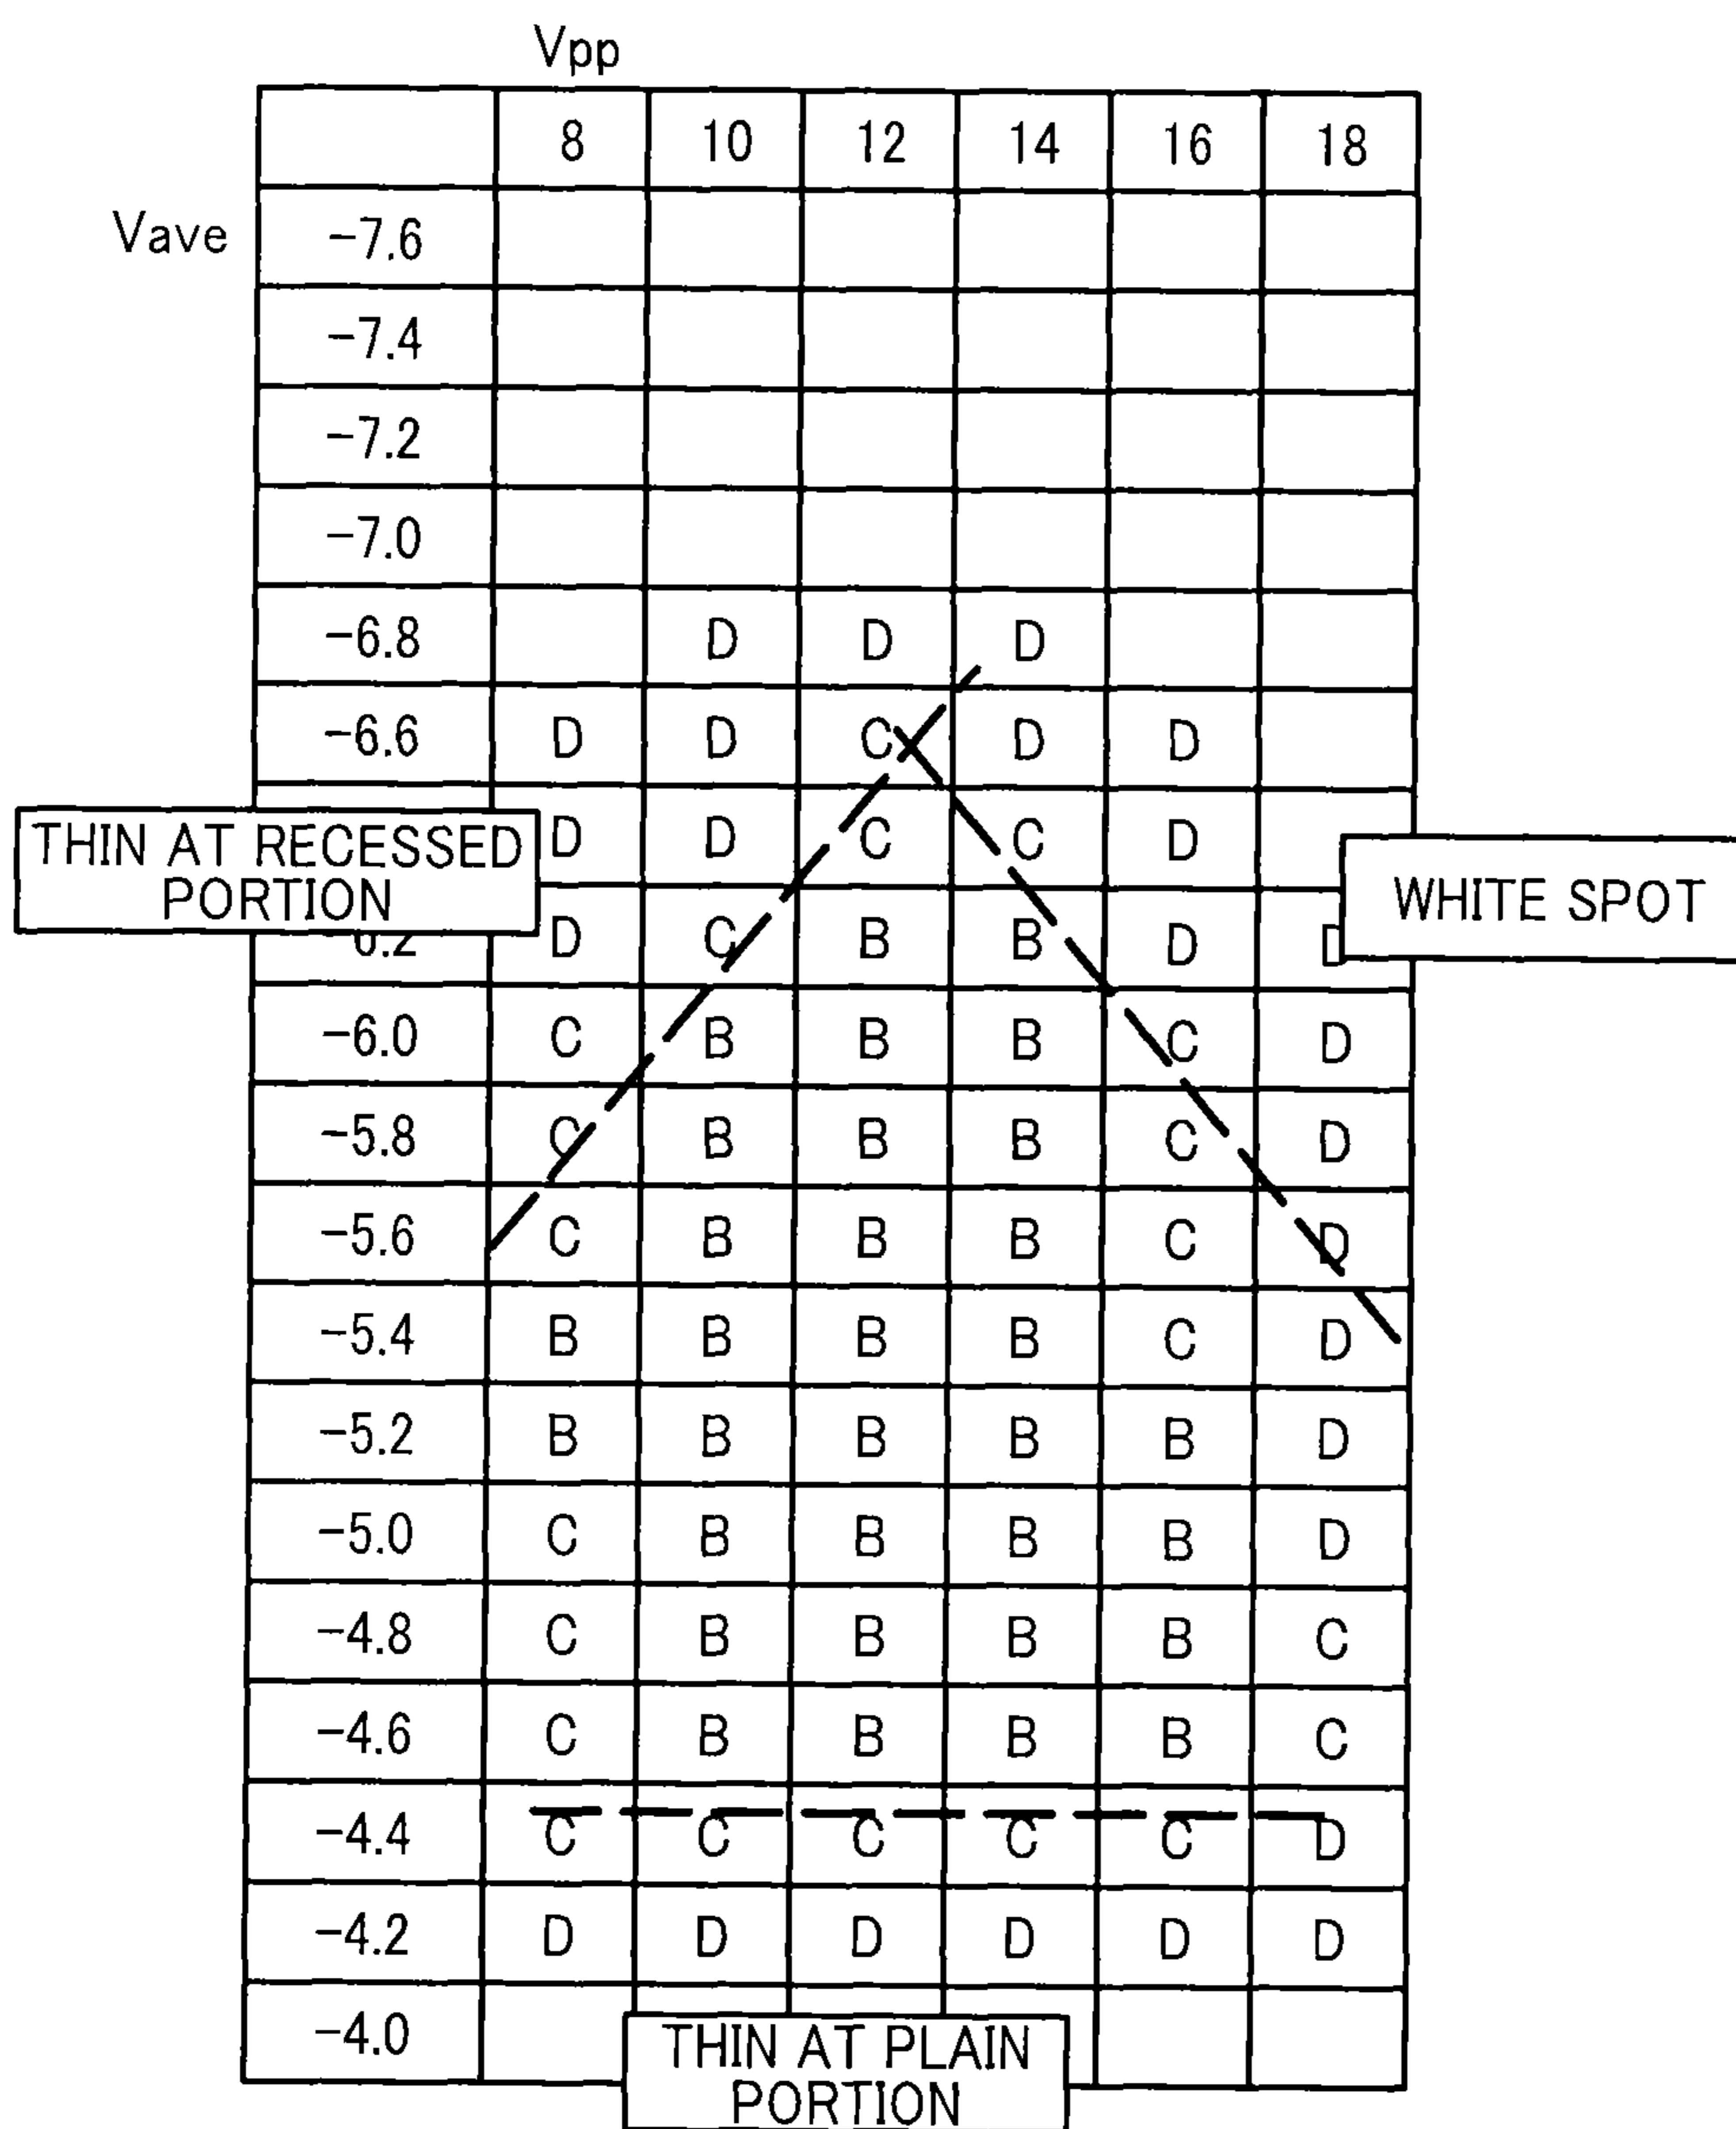 Vpp
8 10 12 14 16 18
Vave -7.6
-7.4
-7.2
-7.0
-6.8 D D D
-6.6 D D C D D
THIN AT RECESSED
PORTION
D D C C D
WHITE SPOT
D C B B D
-6.0 C B B B C D
-5.8 C B B B C D
-5.6 C B B B C D
-5.4 B B B B C D
-5.2 B B B B B D
-5.0 C B B B B D
-4.8 C B B B B C
-4.6 C B B B B C
-4.4 C C C C C D
-4.2 D D D D D D
-4.0
THIN AT PLAIN
PORTION